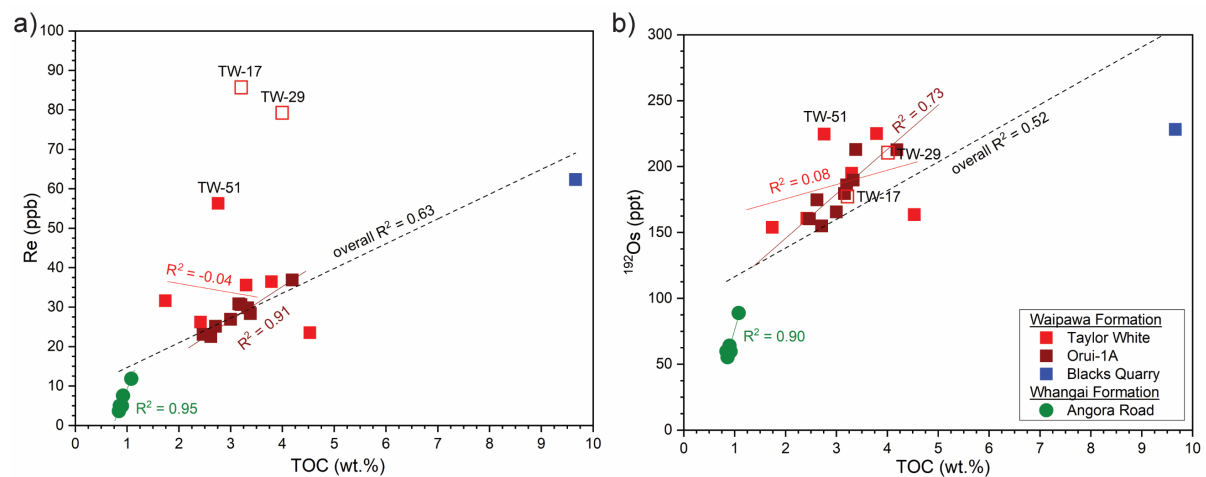 a)
Re (ppb)
100
90
80
70
60
50
40
30
20
10
0
TW-17
TW-29
TW-51
overall R² = 0.63
R² = -0.04
R² = 0.91
R² = 0.95
0 1 2 3 4 5 6 7 8 9 10
TOC (wt.%)
b)
¹⁹²Os (ppt)
300
250
200
150
100
50
0
TW-51
R² = 0.73
TW-29
overall R² = 0.52
R² = 0.08
TW-17
R² = 0.90
Waipawa Formation
Taylor White
Orui-1A
Blacks Quarry
Whangai Formation
Angora Road
0 1 2 3 4 5 6 7 8 9 10
TOC (wt.%)